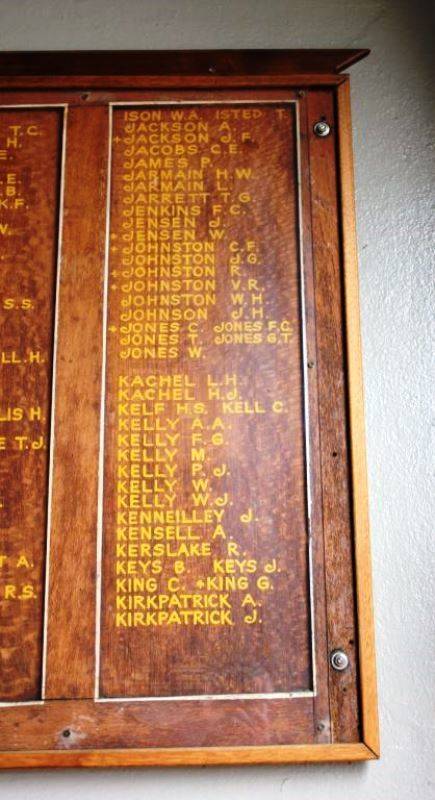 T.C.
H.
E.
E.
B.
K.F.
W.
S.S.
LL.H.
LIS H.
E T.J.
T A.
R.S.
ISON W.A. ISTED T.
JACKSON A.
+JACKSON J.F.
JACOBS C.E.
JAMES P.
JARMAIN H.W.
JARMAIN L.
JARRETT T.G.
JENKINS F.C.
JENSEN J.
JENSEN W.
+JOHNSTON C.F.
JOHNSTON J.G.
+JOHNSTON R.
+JOHNSTON V.R.
JOHNSTON W.H.
JOHNSON J.H.
+JONES C. JONES F.C.
JONES T. JONES G.T.
JONES W.
KACHEL L.H.
KACHEL H.J.
KELF H.S. KELL C.
KELLY A.A.
KELLY F.G.
KELLY M.
KELLY P.J.
KELLY W.
KELLY W.J.
KENNEILLEY J.
KENSELL A.
KERSLAKE R.
KEYS B. KEYS J.
KING C. +KING G.
KIRKPATRICK A.
KIRKPATRICK J.